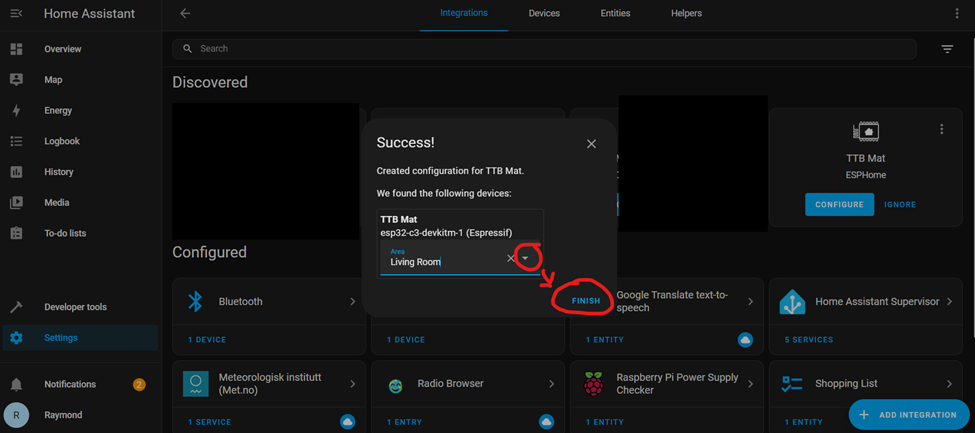 Home Assistant
Integrations
Devices
Entities
Helpers
Overview
Map
Energy
Logbook
History
Media
To-do lists
Developer tools
Settings
Notifications
2
R
Raymond
Search
Discovered
Success!
Created configuration for TTB Mat.
We found the following devices:
TTB Mat
esp32-c3-devkitm-1 (Espressif)
Area
Living Room
FINISH
TTB Mat
ESPHome
CONFIGURE
IGNORE
Configured
Bluetooth
1 DEVICE
1 DEVICE
Google Translate text-to-
speech
1 ENTITY
Home Assistant Supervisor
5 SERVICES
Meteorologisk institutt
(Met.no)
1 SERVICE
Radio Browser
1 ENTRY
Raspberry Pi Power Supply
Checker
1 ENTITY
Shopping List
1 ENTITY
ADD INTEGRATION